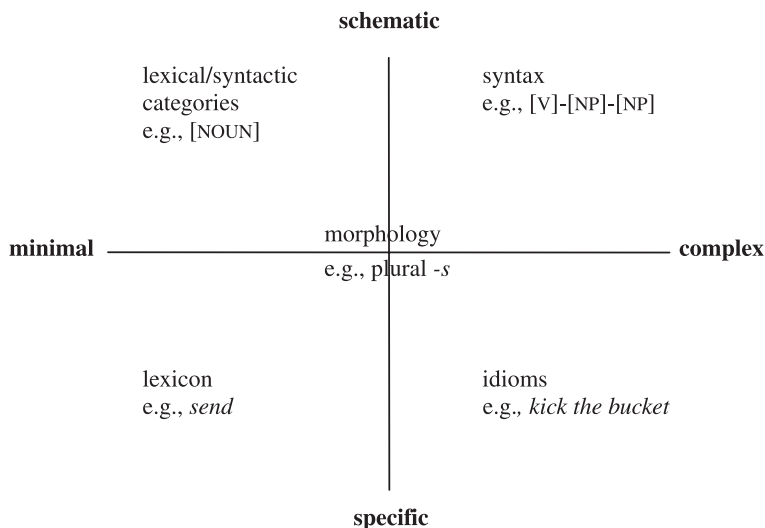 schematic
lexical/syntactic
categories
e.g., [NOUN]
syntax
e.g., [V]-[NP]-[NP]
minimal
morphology
e.g., plural -s
complex
lexicon
e.g., send
idioms
e.g., kick the bucket
specific